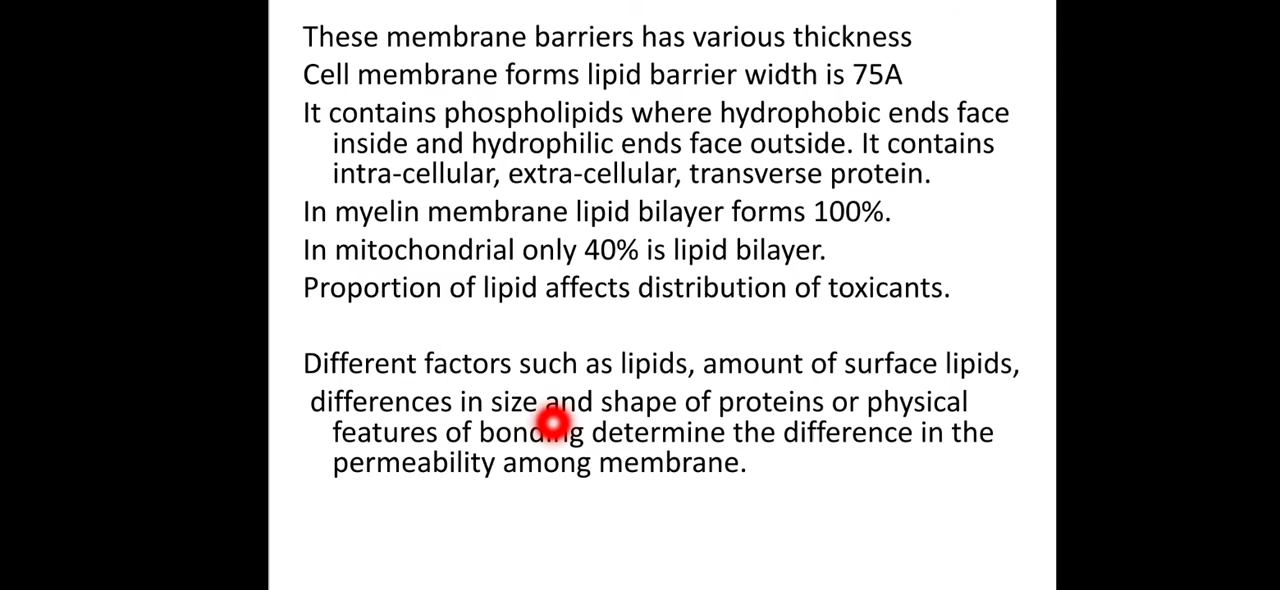 These membrane barriers has various thickness
Cell membrane forms lipid barrier width is 75A
It contains phospholipids where hydrophobic ends face
inside and hydrophilic ends face outside. It contains
intra-cellular, extra-cellular, transverse protein.
In myelin membrane lipid bilayer forms 100%.
In mitochondrial only 40% is lipid bilayer.
Proportion of lipid affects distribution of toxicants.
Different factors such as lipids, amount of surface lipids,
differences in size and shape of proteins or physical
features of bonding determine the difference in the
permeability among membrane.